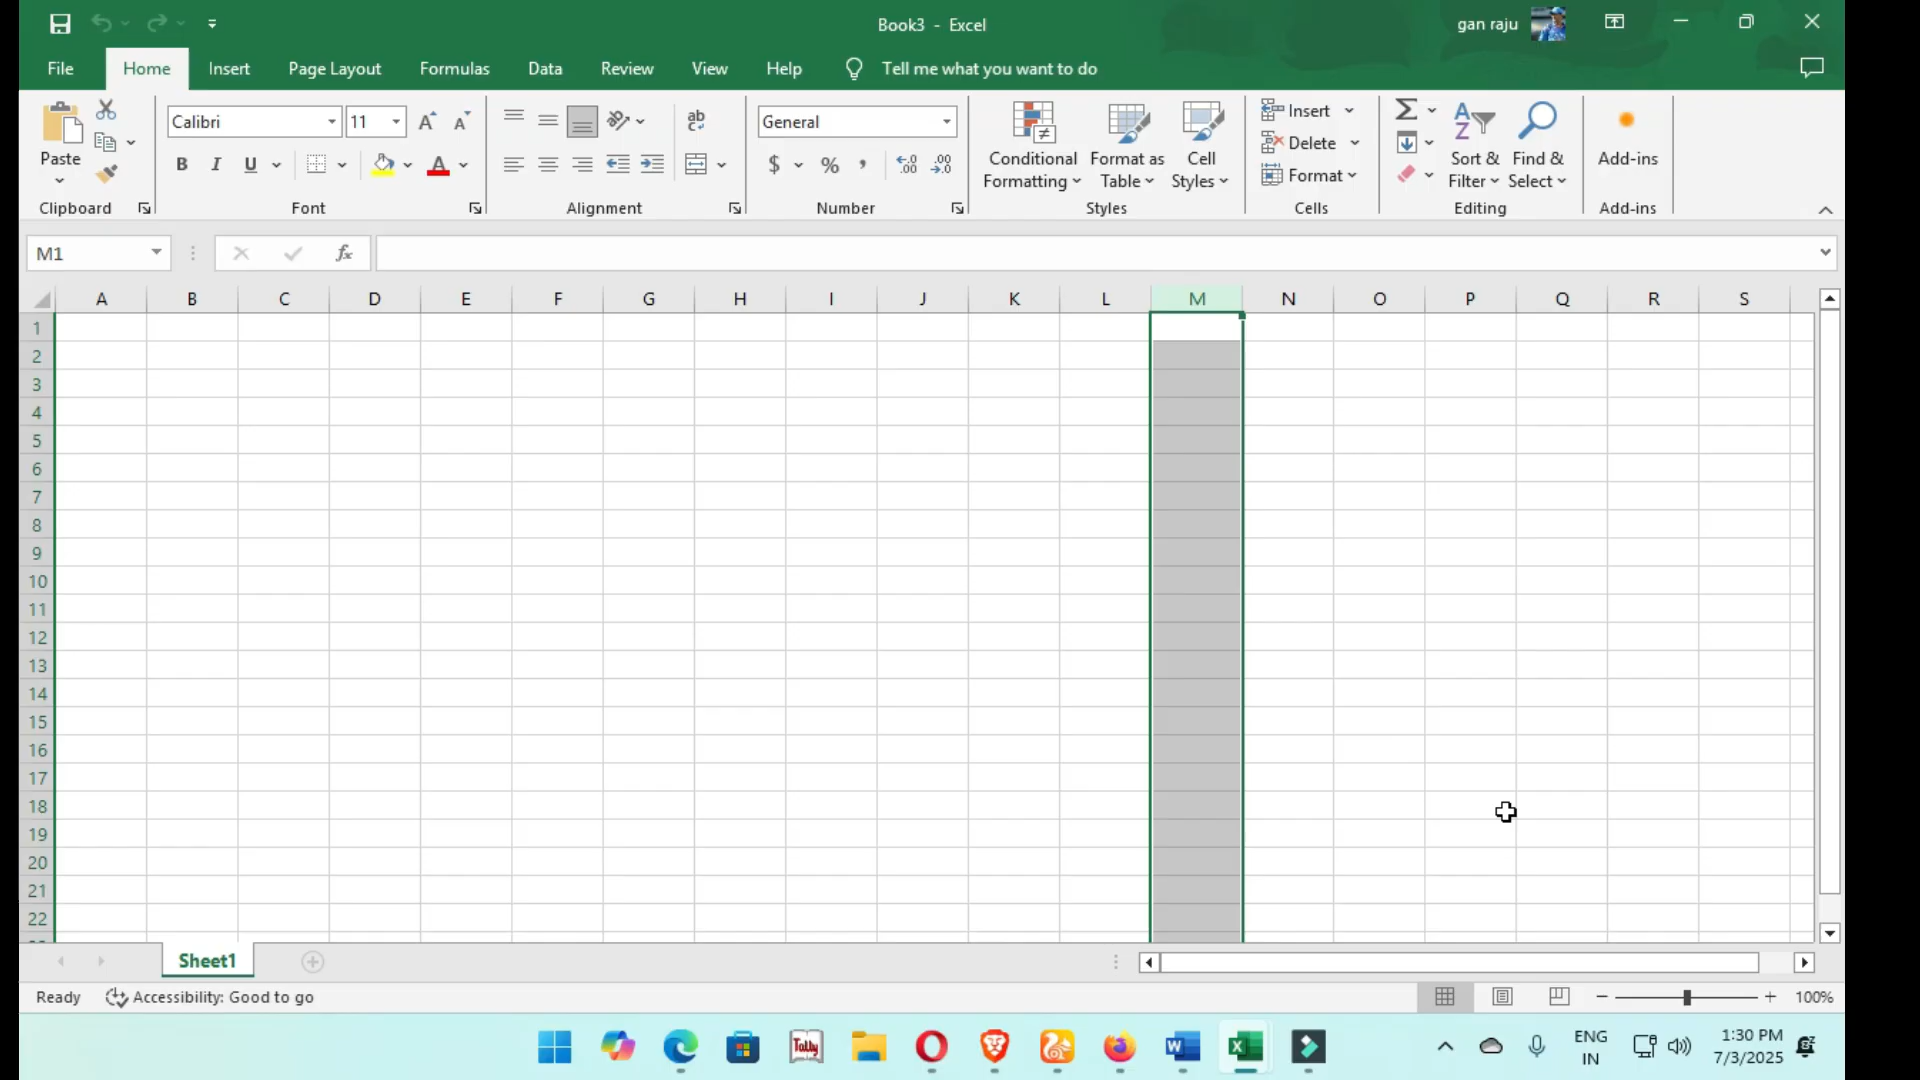 Book3 - Excel
gan raju
File Home Insert Page Layout Formulas Data Review View Help Tell me what you want to do
Paste
Calibri 11
General
Conditional Formatting
Format as Table
Cell Styles
Insert
Delete
Format
Sort & Filter
Find & Select
Add-ins
B I U A
$ % ,
Clipboard Font Alignment Number Styles Cells Editing Add-ins
M1 fx
A B C D E F G H I J K L M N O P Q R S
1
2
3
4
5
6
7
8
9
10
11
12
13
14
15
16
17
18
19
20
21
22
Sheet1
Ready Accessibility: Good to go 100%
Tally
ENG
IN
1:30 PM
7/3/2025